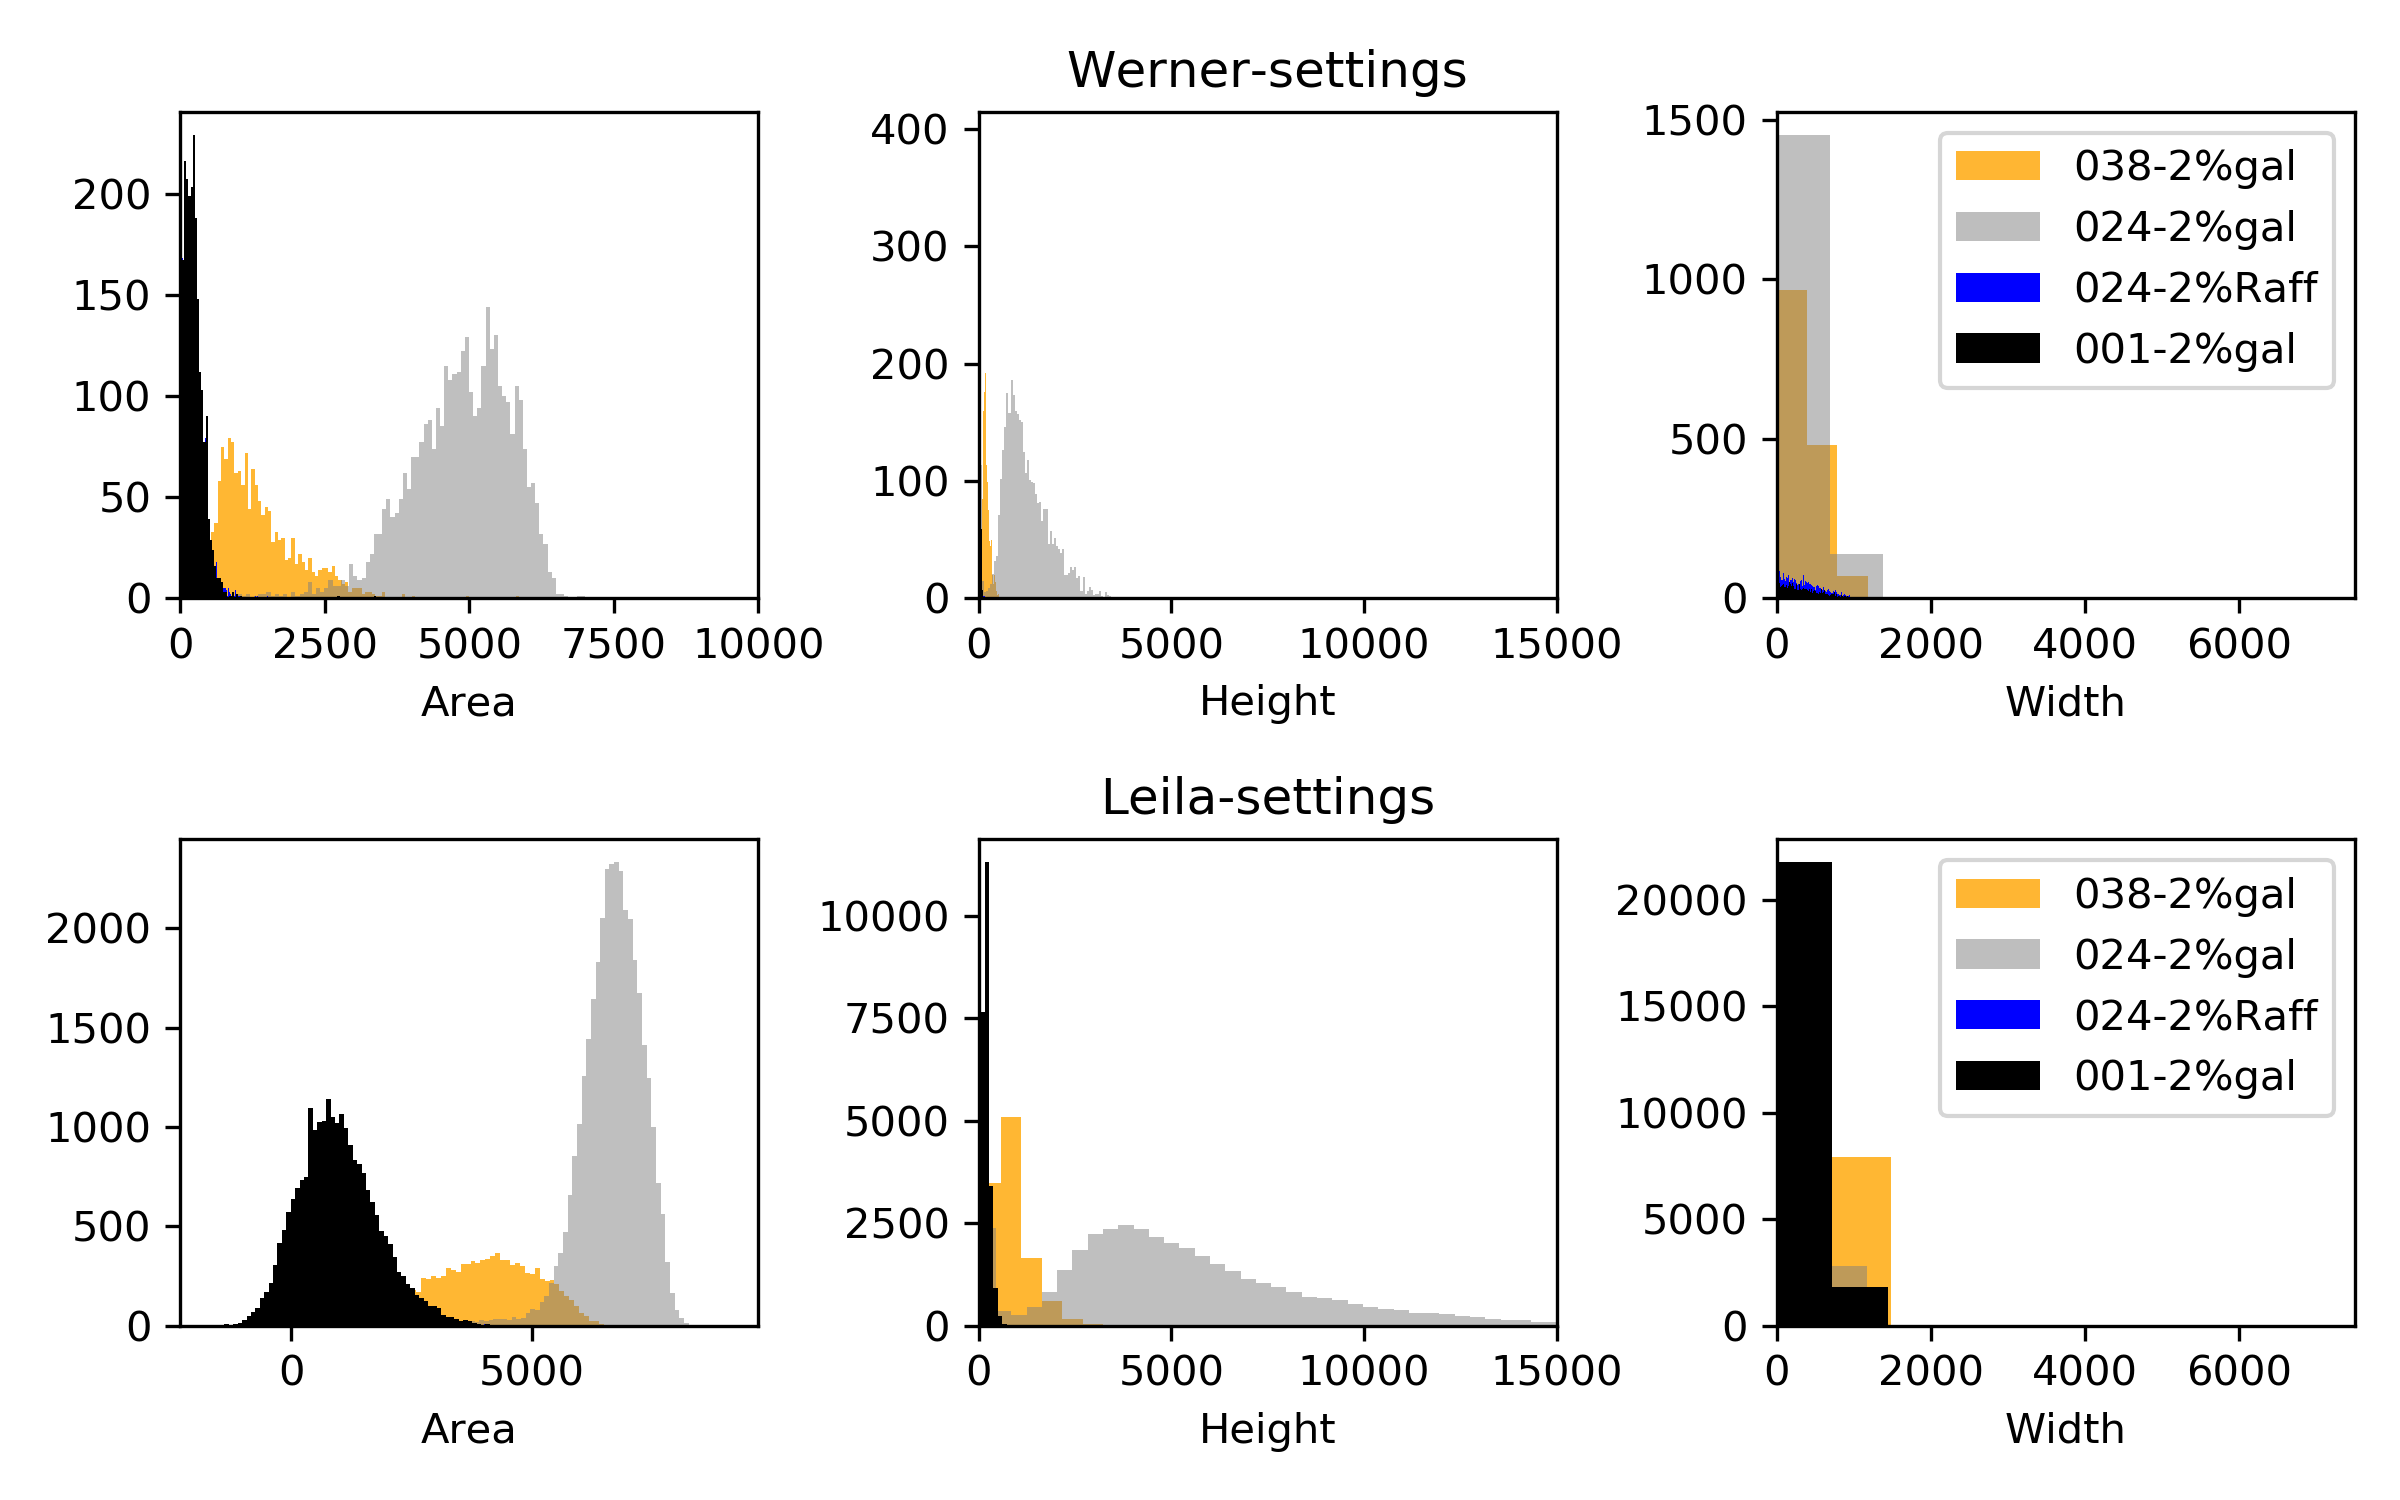 Werner-settings
200
150
100
50
0
0 2500 5000 7500 10000
Area
400
300
200
100
0
0 5000 10000 15000
Height
1500
1000
500
0
0 2000 4000 6000
Width
038-2%gal
024-2%gal
024-2%Raff
001-2%gal
Leila-settings
2000
1500
1000
500
0
0 5000
Area
10000
7500
5000
2500
0
0 5000 10000 15000
Height
20000
15000
10000
5000
0
0 2000 4000 6000
Width
038-2%gal
024-2%gal
024-2%Raff
001-2%gal